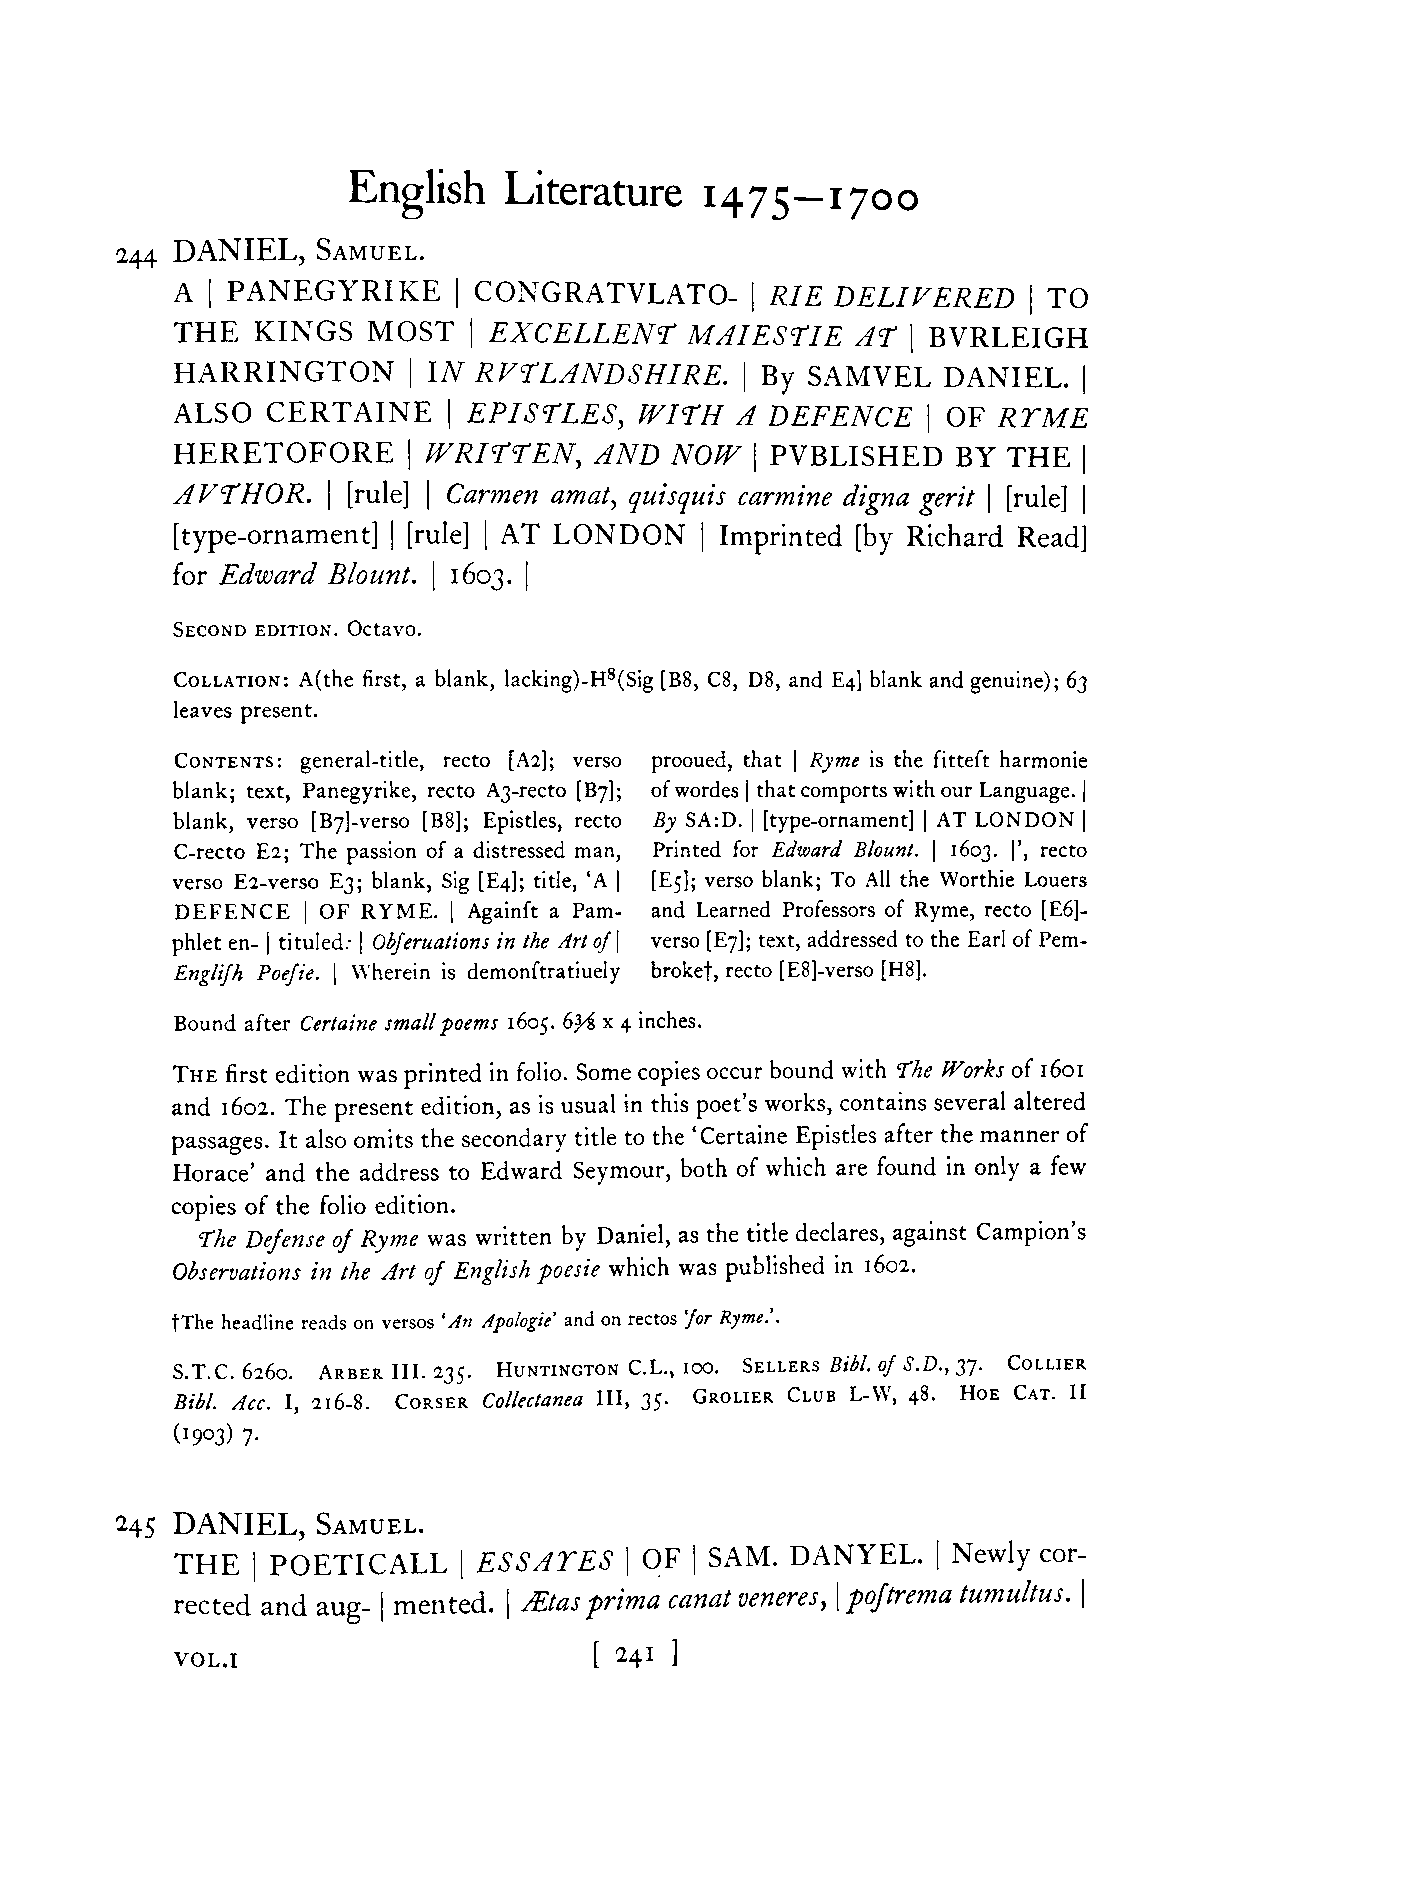 English Literature 1475–1700
244 DANIEL, SAMUEL.
A | PANEGYRIKE | CONGRATVLATO- | RIE DELIVERED | TO
THE KINGS MOST | EXCELLENT MAIESTIE AT | BVRLEIGH
HARRINGTON | IN RVTLANDSHIRE. | By SAMVEL DANIEL. |
ALSO CERTAINE | EPISTLES, WITH A DEFENCE | OF RYME
HERETOFORE | WRITTEN, AND NOW | PVBLISHED BY THE |
AVTHOR. | [rule] | Carmen amat, quisquis carmine digna gerit | [rule] |
[type-ornament] | [rule] | AT LONDON | Imprinted [by Richard Read]
for Edward Blount. | 1603. |
SECOND EDITION. Octavo.
COLLATION: A(the first, a blank, lacking)-H⁸(Sig [B8, C8, D8, and E4] blank and genuine); 63
leaves present.
CONTENTS: general-title, recto [A2]; verso
blank; text, Panegyrike, recto A3-recto [B7];
blank, verso [B7]-verso [B8]; Epistles, recto
C-recto E2; The passion of a distressed man,
verso E2-verso E3; blank, Sig [E4]; title, ‘A |
DEFENCE | OF RYME. | Againſt a Pam-
phlet en- | tituled: | Obſeruations in the Art of |
Engliſh Poeſie. | Wherein is demonſtratiuely
prooued, that | Ryme is the fitteſt harmonie
of wordes | that comports with our Language. |
By SA:D. | [type-ornament] | AT LONDON |
Printed for Edward Blount. | 1603. |’, recto
[E5]; verso blank; To All the Worthie Louers
and Learned Professors of Ryme, recto [E6]-
verso [E7]; text, addressed to the Earl of Pem-
broke†, recto [E8]-verso [H8].
Bound after Certaine small poems 1605. 6⅜ x 4 inches.
THE first edition was printed in folio. Some copies occur bound with The Works of 1601
and 1602. The present edition, as is usual in this poet’s works, contains several altered
passages. It also omits the secondary title to the ‘Certaine Epistles after the manner of
Horace’ and the address to Edward Seymour, both of which are found in only a few
copies of the folio edition.
The Defense of Ryme was written by Daniel, as the title declares, against Campion’s
Observations in the Art of English poesie which was published in 1602.
†The headline reads on versos ‘An Apologie’ and on rectos ‘for Ryme.’.
S.T.C. 6260. ARBER III. 235. HUNTINGTON C.L., 100. SELLERS Bibl. of S.D., 37. COLLIER
Bibl. Acc. I, 216-8. CORSER Collectanea III, 35. GROLIER CLUB L-W, 48. HOE CAT. II
(1903) 7.
245 DANIEL, SAMUEL.
THE | POETICALL | ESSAYES | OF | SAM. DANYEL. | Newly cor-
rected and aug- | mented. | Ætas prima canat veneres, | poſtrema tumultus. |
VOL.I [ 241 ]